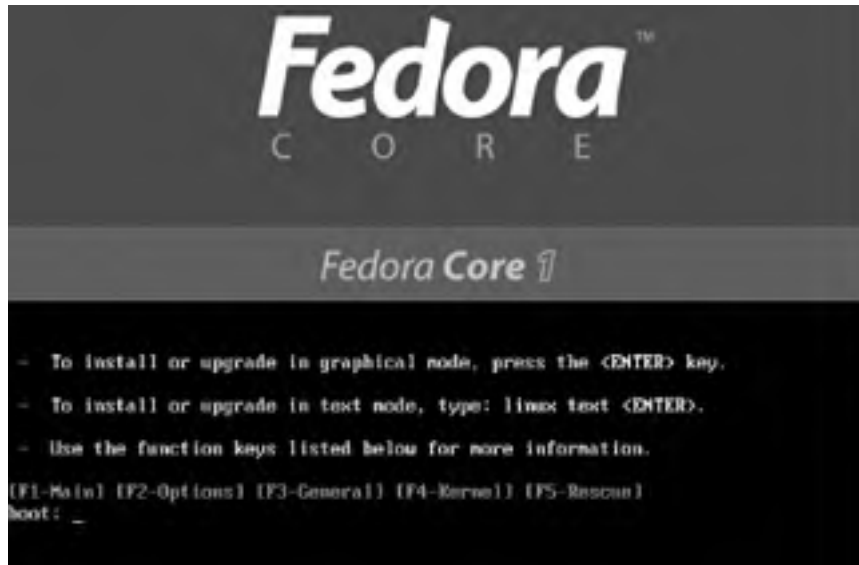 Fedora™
CORE
Fedora Core 1
- To install or upgrade in graphical mode, press the <ENTER> key.
- To install or upgrade in text mode, type: linux text <ENTER>.
- Use the function keys listed below for more information.
[F1-Main] [F2-Options] [F3-General] [F4-Kernel] [F5-Rescue]
boot: _